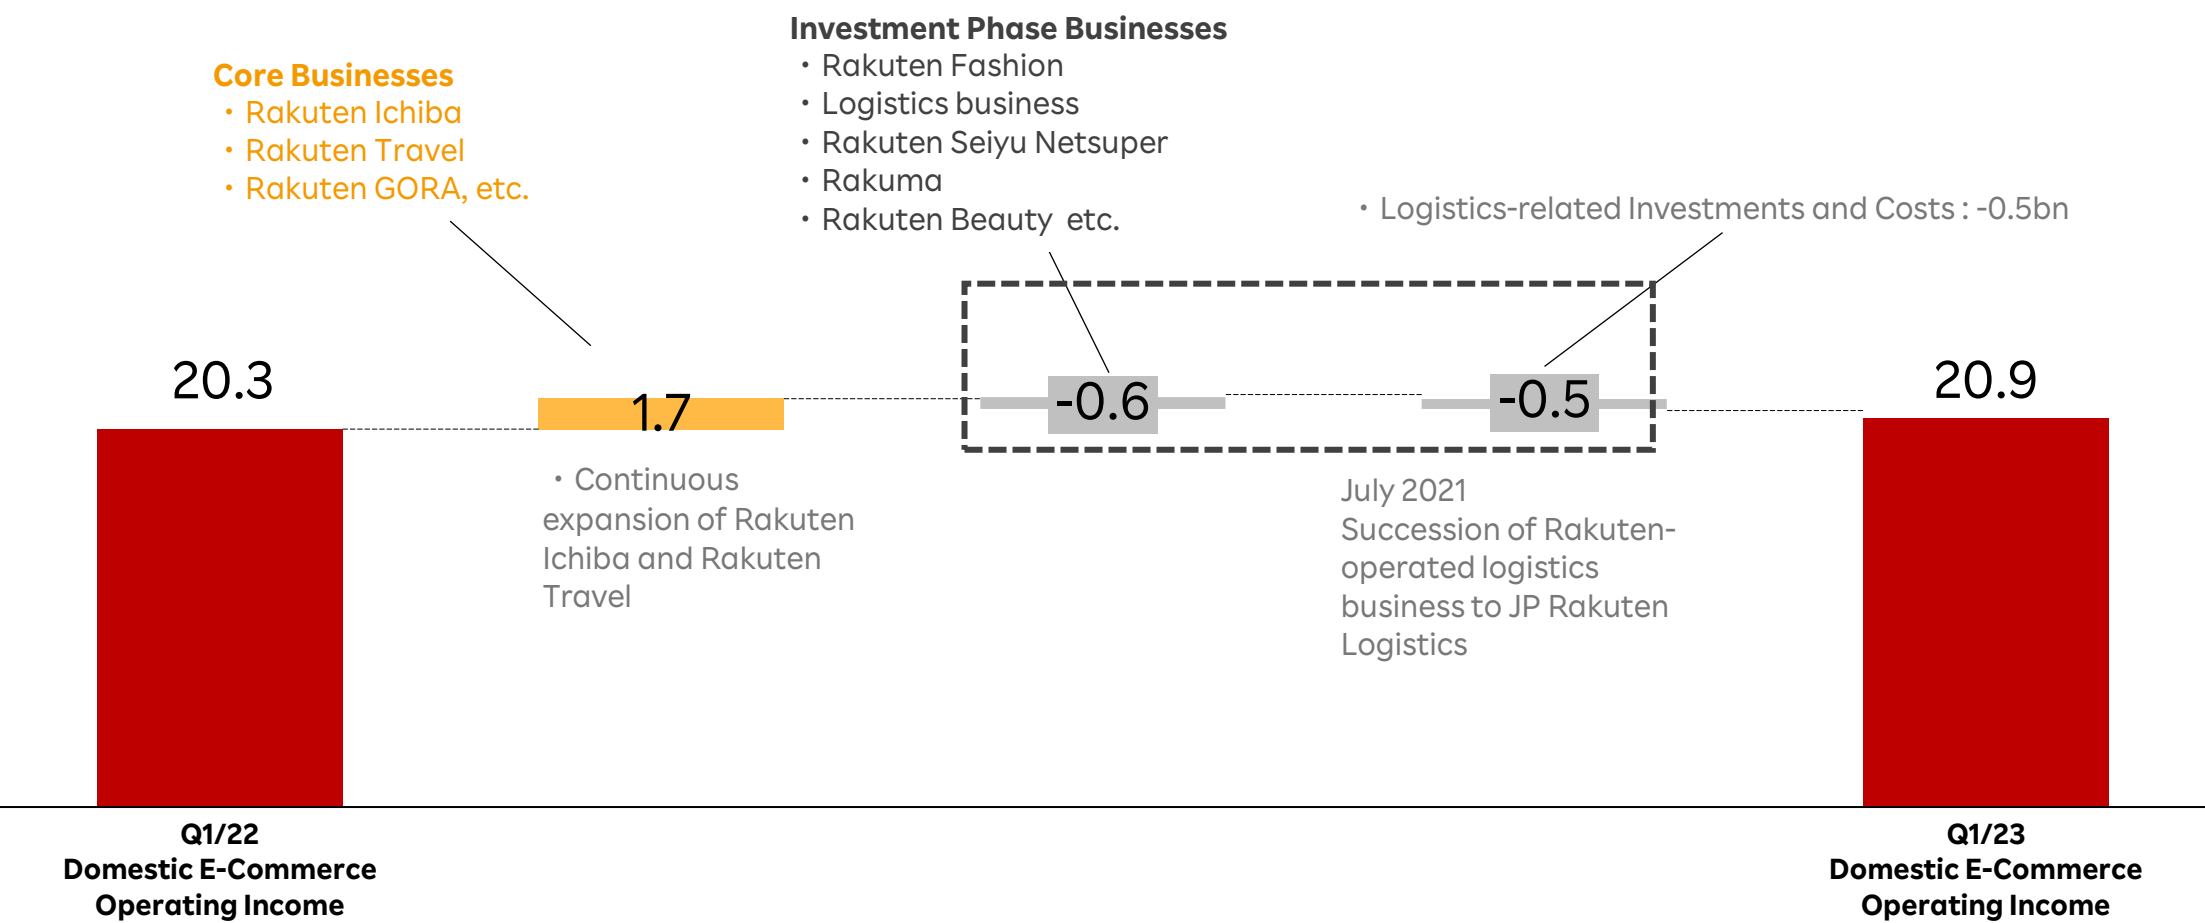 Investment Phase Businesses
・Rakuten Fashion
・Logistics business
・Rakuten Seiyu Netsuper
・Rakuma
・Rakuten Beauty  etc.
Core Businesses
・Rakuten Ichiba
・Rakuten Travel
・Rakuten GORA, etc.
・Logistics-related Investments and Costs : -0.5bn
20.3
1.7
-0.6
-0.5
20.9
・Continuous
expansion of Rakuten
Ichiba and Rakuten
Travel
July 2021
Succession of Rakuten-
operated logistics
business to JP Rakuten
Logistics
Q1/22
Domestic E-Commerce
Operating Income
Q1/23
Domestic E-Commerce
Operating Income